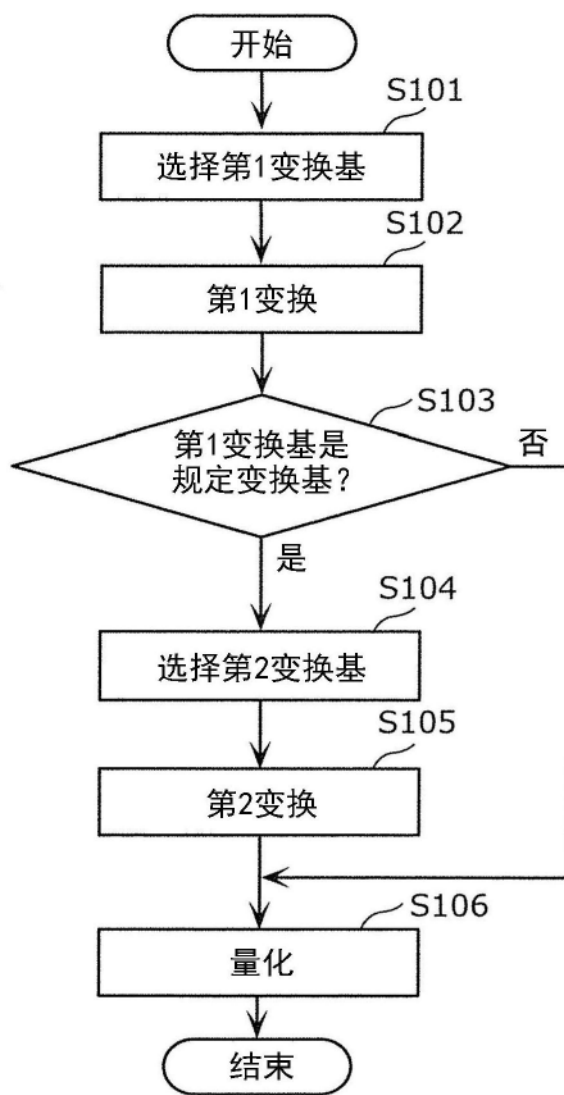 开始
S101
选择第1变换基
S102
第1变换
S103
第1变换基是
规定变换基?
否
是
S104
选择第2变换基
S105
第2变换
S106
量化
结束